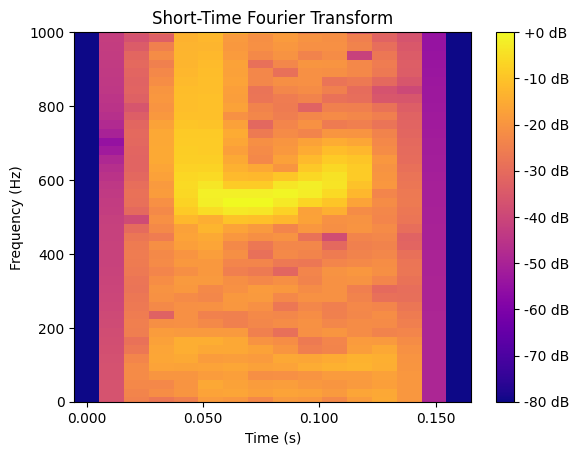 Short-Time Fourier Transform
1000
800
600
400
200
0
Frequency (Hz)
0.000
0.050
0.100
0.150
Time (s)
+0 dB
-10 dB
-20 dB
-30 dB
-40 dB
-50 dB
-60 dB
-70 dB
-80 dB